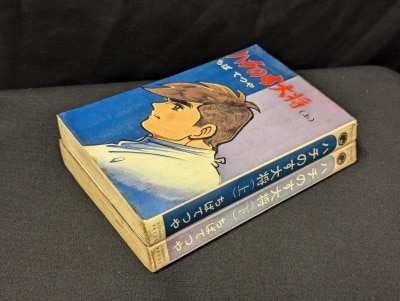 ハチのす大将(上)
ちば てつや
ハチのす大将(上) ちばてつや
ハチのす大将(下) ちばてつや